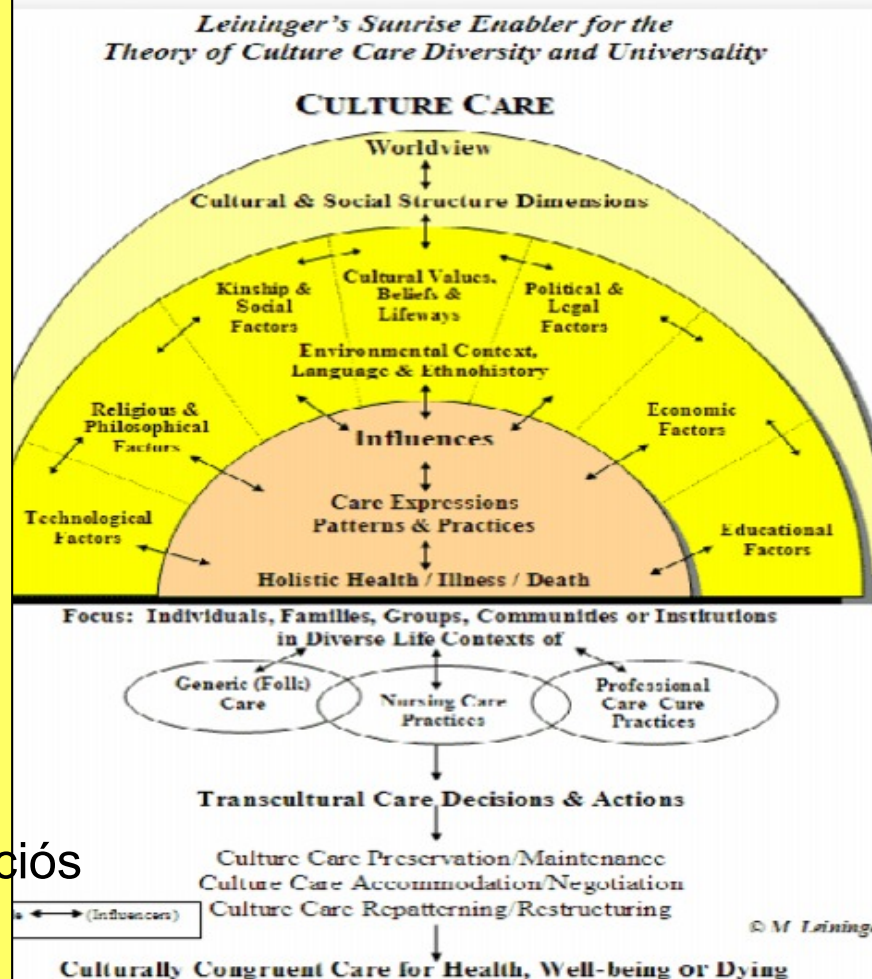 Leininger's Sunrise Enabler for the
Theory of Culture Care Diversity and Universality
CULTURE CARE
Worldview
Cultural & Social Structure Dimensions
Kinship &
Social
Factors
Cultural Values,
Beliefs &
Lifeways
Political &
Legal
Factors
Environmental Context,
Language & Ethnohistory
Religious &
Philosophical
Factors
Economic
Factors
Influences
Technological
Factors
Care Expressions
Patterns & Practices
Educational
Factors
Holistic Health / Illness / Death
Focus: Individuals, Families, Groups, Communities or Institutions
in Diverse Life Contexts of
Generic (Folk)
Care
Nursing Care
Practices
Professional
Care Cure
Practices
Transcultural Care Decisions & Actions
ciós
Culture Care Preservation/Maintenance
Culture Care Accommodation/Negotiation
Culture Care Repatterning/Restructuring
(Influencers)
© M Leininge
Culturally Congruent Care for Health, Well-being or Dying